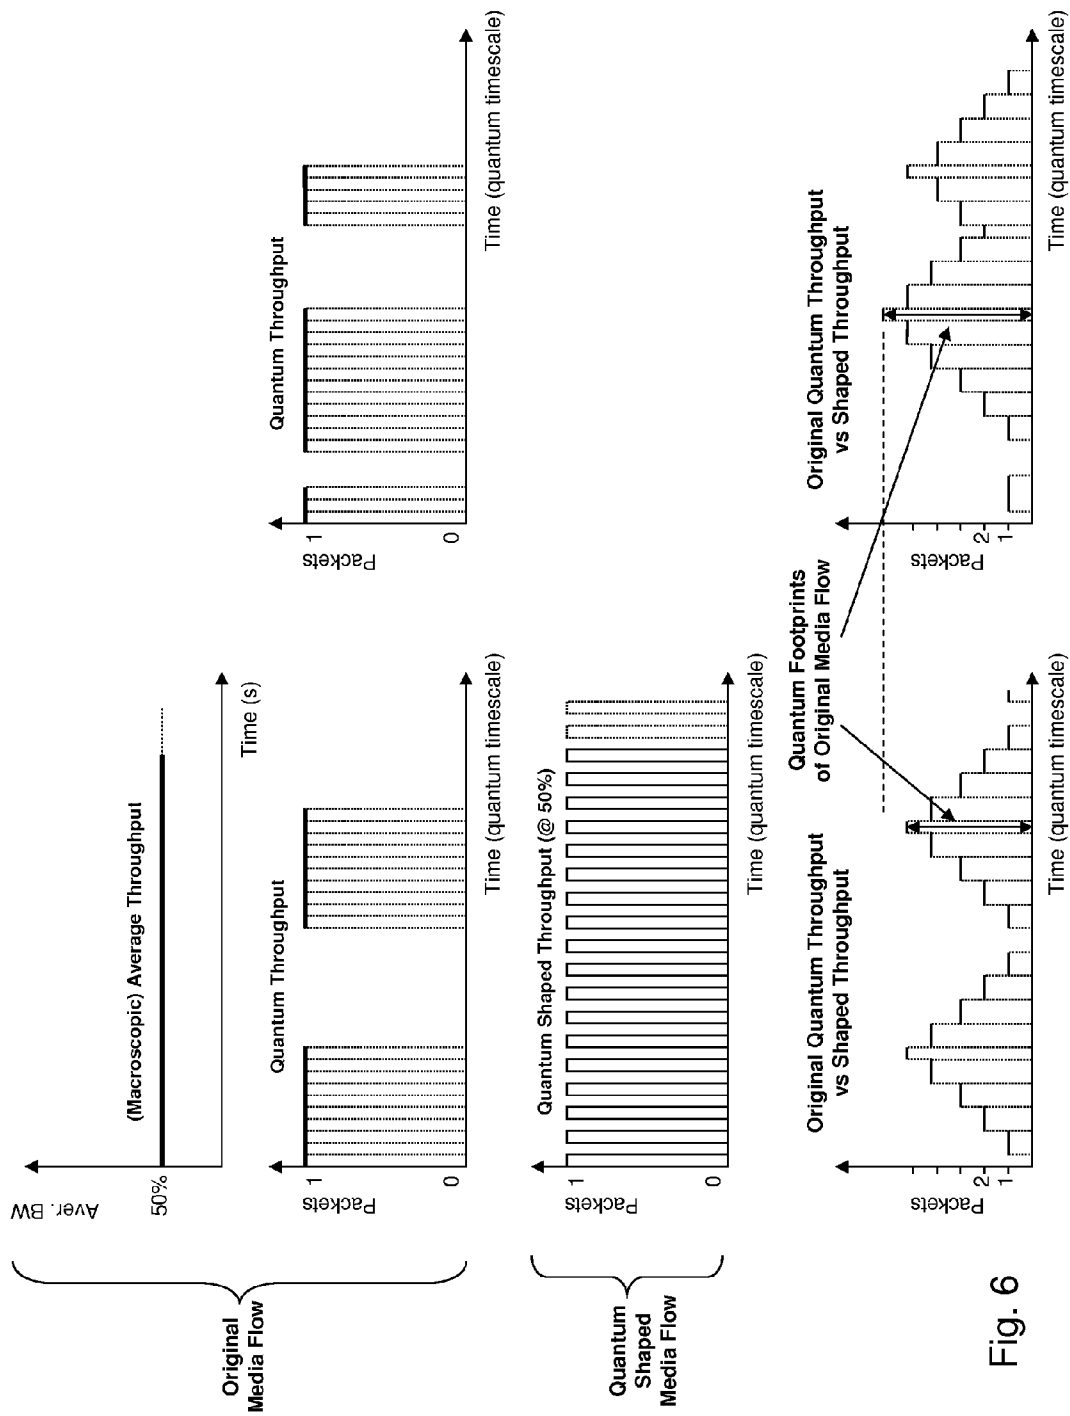 Original
Media Flow
Aver. BW
50%
(Macroscopic) Average Throughput
Time (s)
Packets
1
0
Quantum Throughput
Time (quantum timescale)
Packets
1
0
Quantum Throughput
Time (quantum timescale)
Quantum
Shaped
Media Flow
Packets
1
0
Quantum Shaped Throughput (@ 50%)
Time (quantum timescale)
Packets
2
1
Original Quantum Throughput
vs Shaped Throughput
Time (quantum timescale)
Quantum Footprints
of Original Media Flow
Packets
2
1
Original Quantum Throughput
vs Shaped Throughput
Time (quantum timescale)
Fig. 6